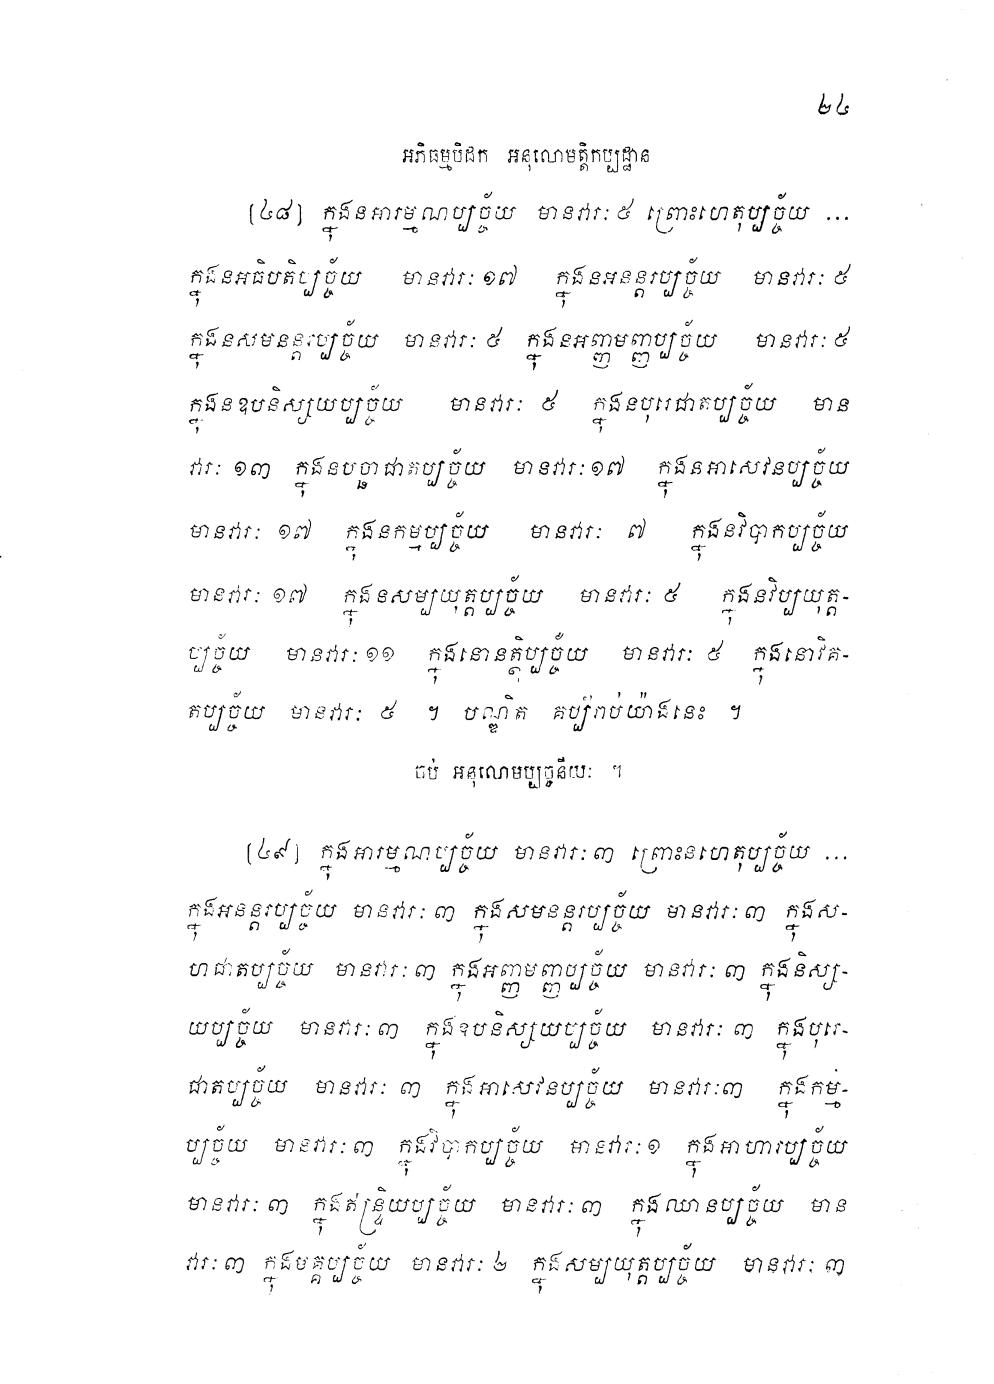 ២៤
អភិធម្មបិដក អនុលោមត្តិកប្បដ្ឋាន
[៤៨] ក្នុងនអារម្មណប្បច្ច័យ មានវារៈ ៥ ព្រោះហេតុប្បច្ច័យ ...
ក្នុងនអធិបតិប្បច្ច័យ មានវារៈ ១៧ ក្នុងនអនន្តរប្បច្ច័យ មានវារៈ ៥
ក្នុងនសមនន្តរប្បច្ច័យ មានវារៈ ៥ ក្នុងនអញ្ញមញ្ញប្បច្ច័យ មានវារៈ ៥
ក្នុងនឧបនិស្សយប្បច្ច័យ មានវារៈ ៥ ក្នុងនបុរេជាតប្បច្ច័យ មាន
វារៈ ១៣ ក្នុងនបច្ឆាជាតប្បច្ច័យ មានវារៈ ១៧ ក្នុងនអាសេវនប្បច្ច័យ
មានវារៈ ១៧ ក្នុងនកម្មប្បច្ច័យ មានវារៈ ៧ ក្នុងនវិបាកប្បច្ច័យ
មានវារៈ ១៧ ក្នុងនសម្បយុត្តប្បច្ច័យ មានវារៈ ៥ ក្នុងនវិប្បយុត្ត-
ប្បច្ច័យ មានវារៈ ១១ ក្នុងនោនត្ថិប្បច្ច័យ មានវារៈ ៥ ក្នុងនោវិគ-
តប្បច្ច័យ មានវារៈ ៥ ។ បណ្ឌិត គប្បីរាប់យ៉ាងនេះ ។
ចប់ អនុលោមប្បច្ចនីយៈ ។
[៤៩] ក្នុងអារម្មណប្បច្ច័យ មានវារៈ ៣ ព្រោះនហេតុប្បច្ច័យ ...
ក្នុងអនន្តរប្បច្ច័យ មានវារៈ ៣ ក្នុងសមនន្តរប្បច្ច័យ មានវារៈ ៣ ក្នុងស-
ហជាតប្បច្ច័យ មានវារៈ ៣ ក្នុងអញ្ញមញ្ញប្បច្ច័យ មានវារៈ ៣ ក្នុងនិស្ស-
យប្បច្ច័យ មានវារៈ ៣ ក្នុងឧបនិស្សយប្បច្ច័យ មានវារៈ ៣ ក្នុងបុរេ-
ជាតប្បច្ច័យ មានវារៈ ៣ ក្នុងអាសេវនប្បច្ច័យ មានវារៈ ៣ ក្នុងកម្ម-
ប្បច្ច័យ មានវារៈ ៣ ក្នុងវិបាកប្បច្ច័យ មានវារៈ ១ ក្នុងអាហារប្បច្ច័យ
មានវារៈ ៣ ក្នុងឥន្ទ្រិយប្បច្ច័យ មានវារៈ ៣ ក្នុងឈានប្បច្ច័យ មាន
វារៈ ៣ ក្នុងមគ្គប្បច្ច័យ មានវារៈ ២ ក្នុងសម្បយុត្តប្បច្ច័យ មានវារៈ ៣